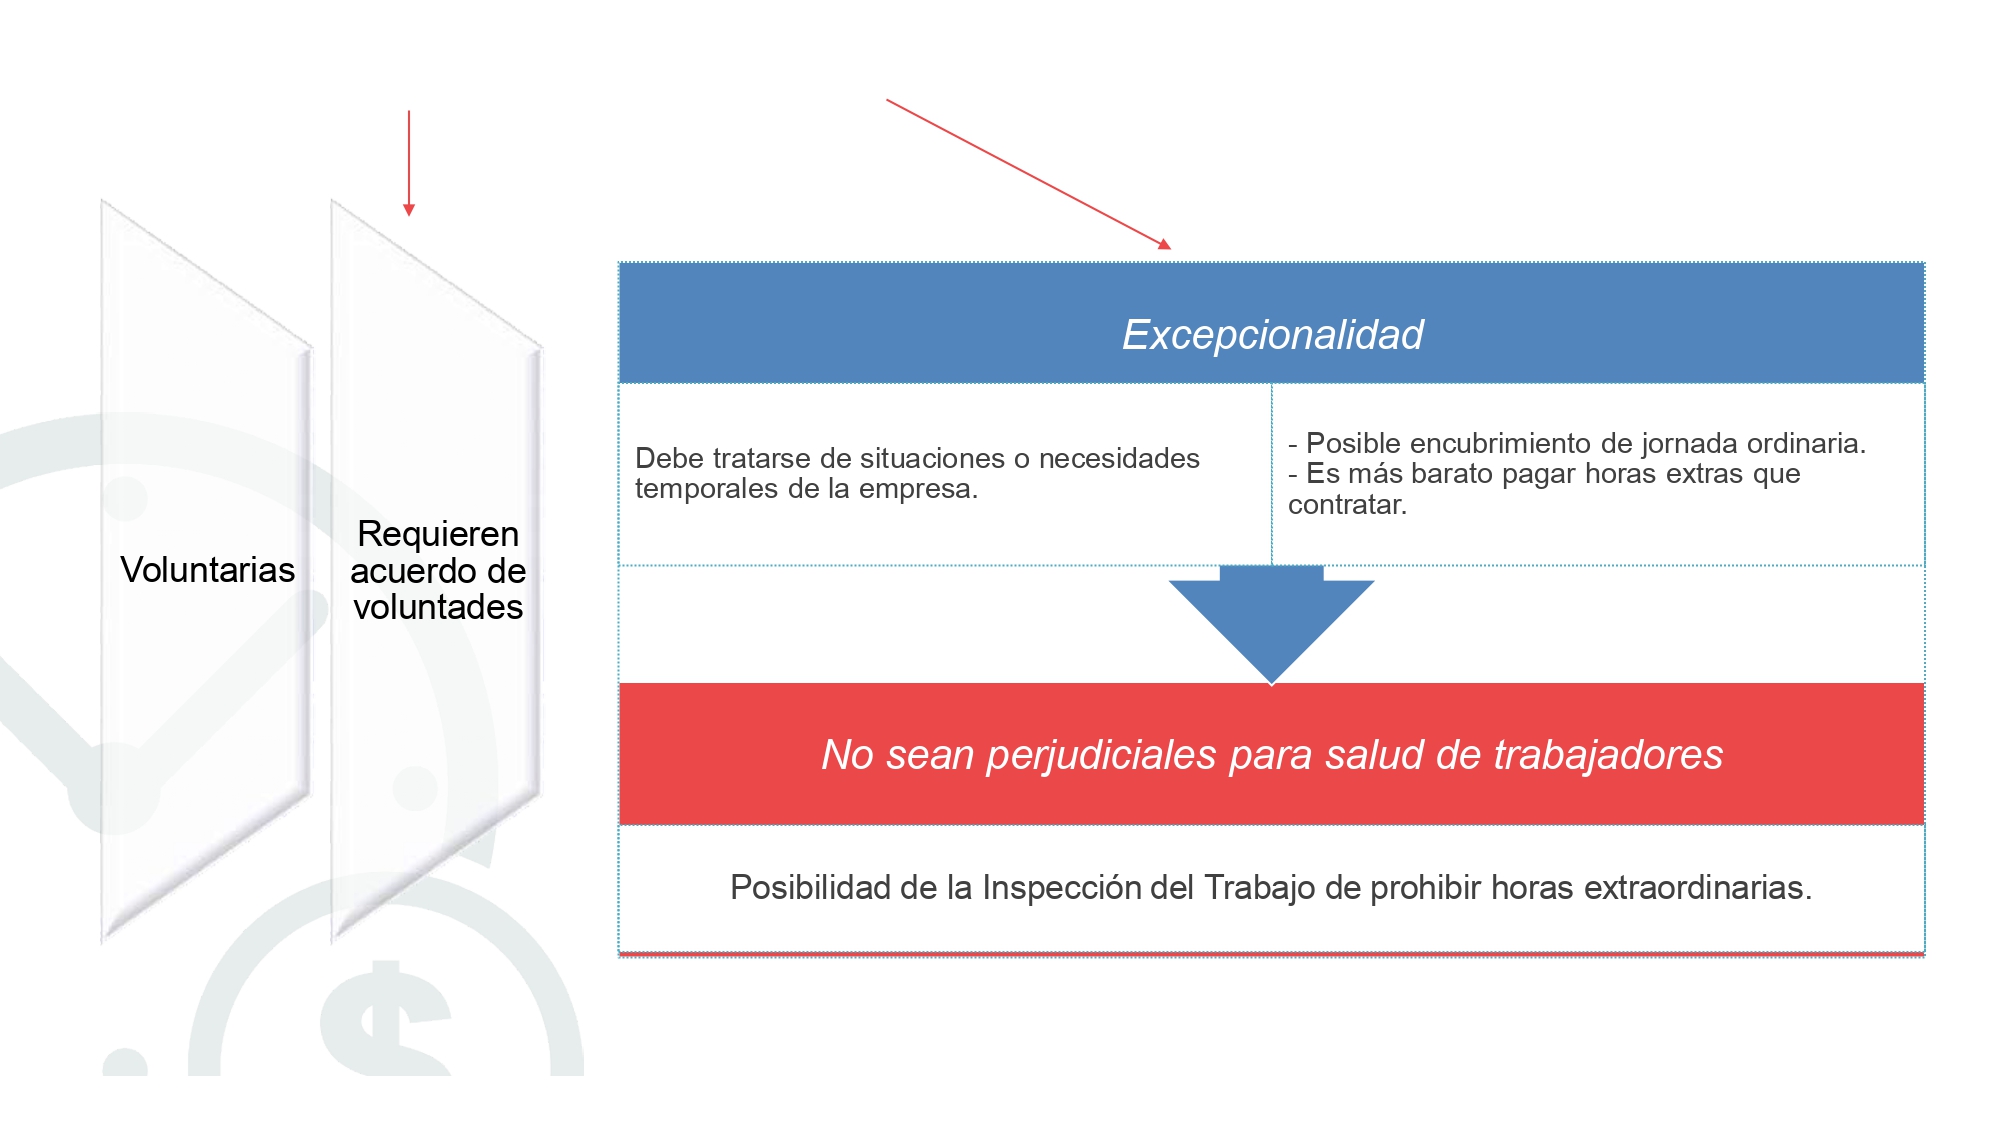 Voluntarias
Requieren
acuerdo de
voluntades
Excepcionalidad
Debe tratarse de situaciones o necesidades
temporales de la empresa.
- Posible encubrimiento de jornada ordinaria.
- Es más barato pagar horas extras que
contratar.
No sean perjudiciales para salud de trabajadores
Posibilidad de la Inspección del Trabajo de prohibir horas extraordinarias.
$